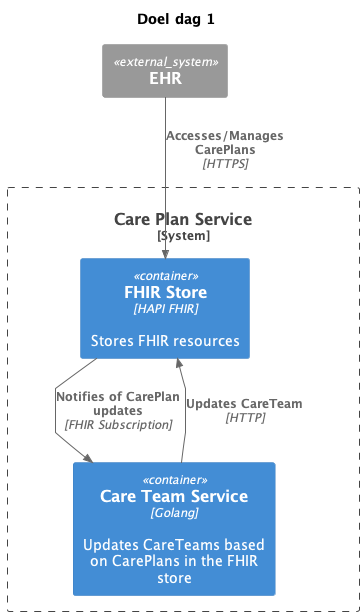 Doel dag 1
«external_system»
EHR
Accesses/Manages
CarePlans
[HTTPS]
Care Plan Service
[System]
«container»
FHIR Store
[HAPI FHIR]
Stores FHIR resources
Notifies of CarePlan
updates
[FHIR Subscription]
Updates CareTeam
[HTTP]
«container»
Care Team Service
[Golang]
Updates CareTeams based
on CarePlans in the FHIR
store